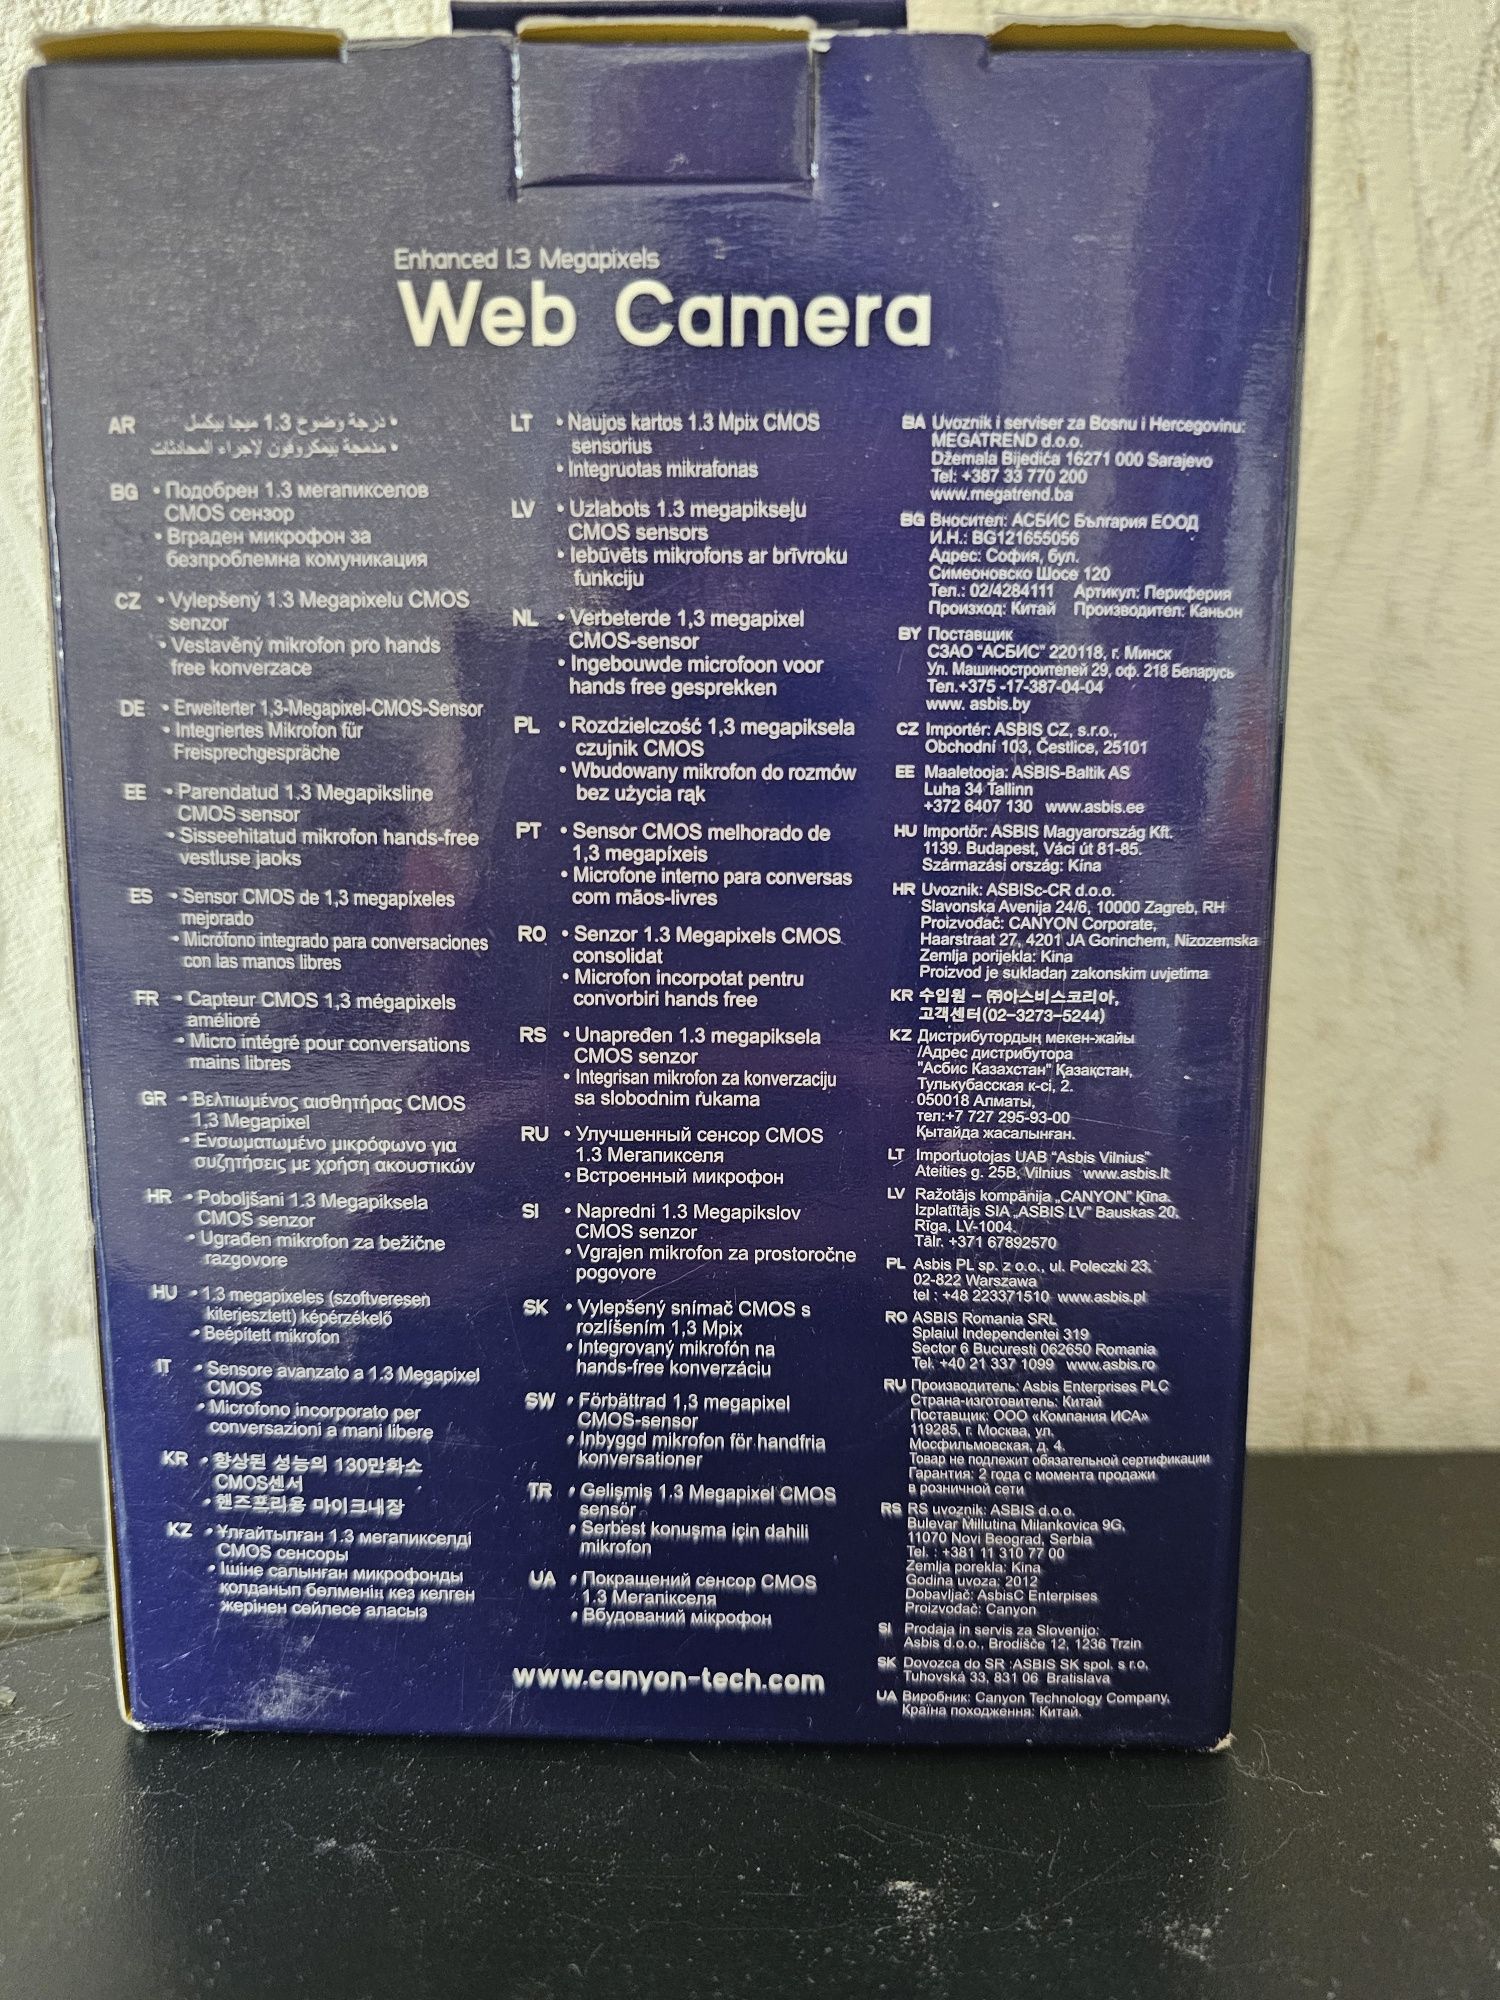 Enhanced 1.3 Megapixels
Web Camera
AR
• درجة وضوح 1.3 ميجا بيكسل
• مدمجة بيمكروفون لإجراء المحادثات
BG • Подобрен 1.3 мегапикселов
CMOS сензор
• Вграден микрофон за
безпроблемна комуникация
CZ • Vylepšený 1.3 Megapixelu CMOS
senzor
• Vestavěný mikrofon pro hands
free konverzace
DE • Erweiterter 1,3-Megapixel-CMOS-Sensor
• Integriertes Mikrofon für
Freisprechgespräche
EE • Parendatud 1.3 Megapiksline
CMOS sensor
• Sisseehitatud mikrofon hands-free
vestluse jaoks
ES • Sensor CMOS de 1,3 megapíxeles
mejorado
• Micrófono integrado para conversaciones
con las manos libres
FR • Capteur CMOS 1,3 mégapixels
amélioré
• Micro intégré pour conversations
mains libres
GR • Βελτιωμένος αισθητήρας CMOS
1,3 Megapixel
• Ενσωματωμένο μικρόφωνο για
συζητήσεις με χρήση ακουστικών
HR • Poboljšani 1.3 Megapiksela
CMOS senzor
• Ugrađen mikrofon za bežične
razgovore
HU • 1.3 megapixeles (szoftveresen
kiterjesztett) képérzékelő
• Beépített mikrofon
IT • Sensore avanzato a 1.3 Megapixel
CMOS
• Microfono incorporato per
conversazioni a mani libere
KR • 향상된 성능의 130만화소
CMOS센서
• 핸즈프리용 마이크내장
KZ • Ұлғайтылған 1.3 мегапикселді
CMOS сенсоры
• Ішіне салынған микрофонды
қолданып бөлменің кез келген
жерінен сөйлесе аласыз
LT • Naujos kartos 1.3 Mpix CMOS
sensorius
• Integruotas mikrafonas
LV • Uzlabots 1.3 megapikseļu
CMOS sensors
• Iebūvēts mikrofons ar brīvroku
funkciju
NL • Verbeterde 1,3 megapixel
CMOS-sensor
• Ingebouwde microfoon voor
hands free gesprekken
PL • Rozdzielczość 1,3 megapiksela
czujnik CMOS
• Wbudowany mikrofon do rozmów
bez użycia rąk
PT • Sensor CMOS melhorado de
1,3 megapíxeis
• Microfone interno para conversas
com mãos-livres
RO • Senzor 1.3 Megapixels CMOS
consolidat
• Microfon incorpotat pentru
convorbiri hands free
RS • Unapređen 1.3 megapiksela
CMOS senzor
• Integrisan mikrofon za konverzaciju
sa slobodnim rukama
RU • Улучшенный сенсор CMOS
1.3 Мегапикселя
• Встроенный микрофон
SI • Napredni 1.3 Megapikslov
CMOS senzor
• Vgrajen mikrofon za prostoročne
pogovore
SK • Vylepšený snímač CMOS s
rozlíšením 1,3 Mpix
• Integrovaný mikrofón na
hands-free konverzáciu
SW • Förbättrad 1,3 megapixel
CMOS-sensor
• Inbyggd mikrofon för handfria
konversationer
TR • Gelişmiş 1.3 Megapixel CMOS
sensör
• Serbest konuşma için dahili
mikrofon
UA • Покращений сенсор CMOS
1.3 Мегапікселя
• Вбудований мікрофон
www.canyon-tech.com
BA Uvoznik i serviser za Bosnu i Hercegovinu:
MEGATREND d.o.o.
Džemala Bijedića 16271 000 Sarajevo
Tel: +387 33 770 200
www.megatrend.ba
BG Вносител: АСБИС България ЕООД
И.Н.: BG121655056
Адрес: София, бул.
Симеоновско Шосе 120
Тел.: 02/4284111 Артикул: Периферия
Произход: Китай Производител: Каньон
BY Поставщик
СЗАО "АСБИС" 220118, г. Минск
Ул. Машиностроителей 29, оф. 218 Беларусь
Тел.+375 -17-387-04-04
www. asbis.by
CZ Importér: ASBIS CZ, s.r.o.,
Obchodní 103, Čestlice, 25101
EE Maaletooja: ASBIS-Baltik AS
Luha 34 Tallinn
+372 6407 130 www.asbis.ee
HU Importőr: ASBIS Magyarország Kft.
1139. Budapest, Váci út 81-85.
Származási ország: Kína
HR Uvoznik: ASBISc-CR d.o.o.
Slavonska Avenija 24/6, 10000 Zagreb, RH
Proizvođač: CANYON Corporate,
Haarstraat 27, 4201 JA Gorinchem, Nizozemska
Zemlja porijekla: Kina
Proizvod je sukladan zakonskim uvjetima
KR 수입원 – ㈜아스비스코리아,
고객센터(02–3273–5244)
KZ Дистрибутордың мекен-жайы
/Адрес дистрибутора
"Асбис Казахстан" Қазақстан,
Тулькубасская к-сі, 2.
050018 Алматы,
тел:+7 727 295-93-00
Қытайда жасалынған.
LT Importuotojas UAB "Asbis Vilnius"
Ateities g. 25B, Vilnius www.asbis.lt
LV Ražotājs kompānija „CANYON" Ķīna.
Izplatītājs SIA „ASBIS LV" Bauskas 20,
Rīga, LV-1004.
Tālr. +371 67892570
PL Asbis PL sp. z o.o., ul. Poleczki 23,
02-822 Warszawa
tel : +48 223371510 www.asbis.pl
RO ASBIS Romania SRL
Splaiul Independentei 319
Sector 6 Bucuresti 062650 Romania
Tel. +40 21 337 1099 www.asbis.ro
RU Производитель: Asbis Enterprises PLC
Страна-изготовитель: Китай
Поставщик: ООО «Компания ИСА»
119285, г. Москва, ул.
Мосфильмовская, д. 4.
Товар не подлежит обязательной сертификации
Гарантия: 2 года с момента продажи
в розничной сети
RS RS uvoznik: ASBIS d.o.o.
Bulevar Millutina Milankovica 9G,
11070 Novi Beograd, Serbia
Tel. : +381 11 310 77 00
Zemlja porekla: Kina
Godina uvoza: 2012
Dobavljač: AsbisC Enterpises
Proizvođač: Canyon
SI Prodaja in servis za Slovenijo:
Asbis d.o.o., Brodišče 12, 1236 Trzin
SK Dovozca do SR :ASBIS SK spol. s r.o.
Tuhovská 33, 831 06 Bratislava
UA Виробник: Canyon Technology Company.
Країна походження: Китай.